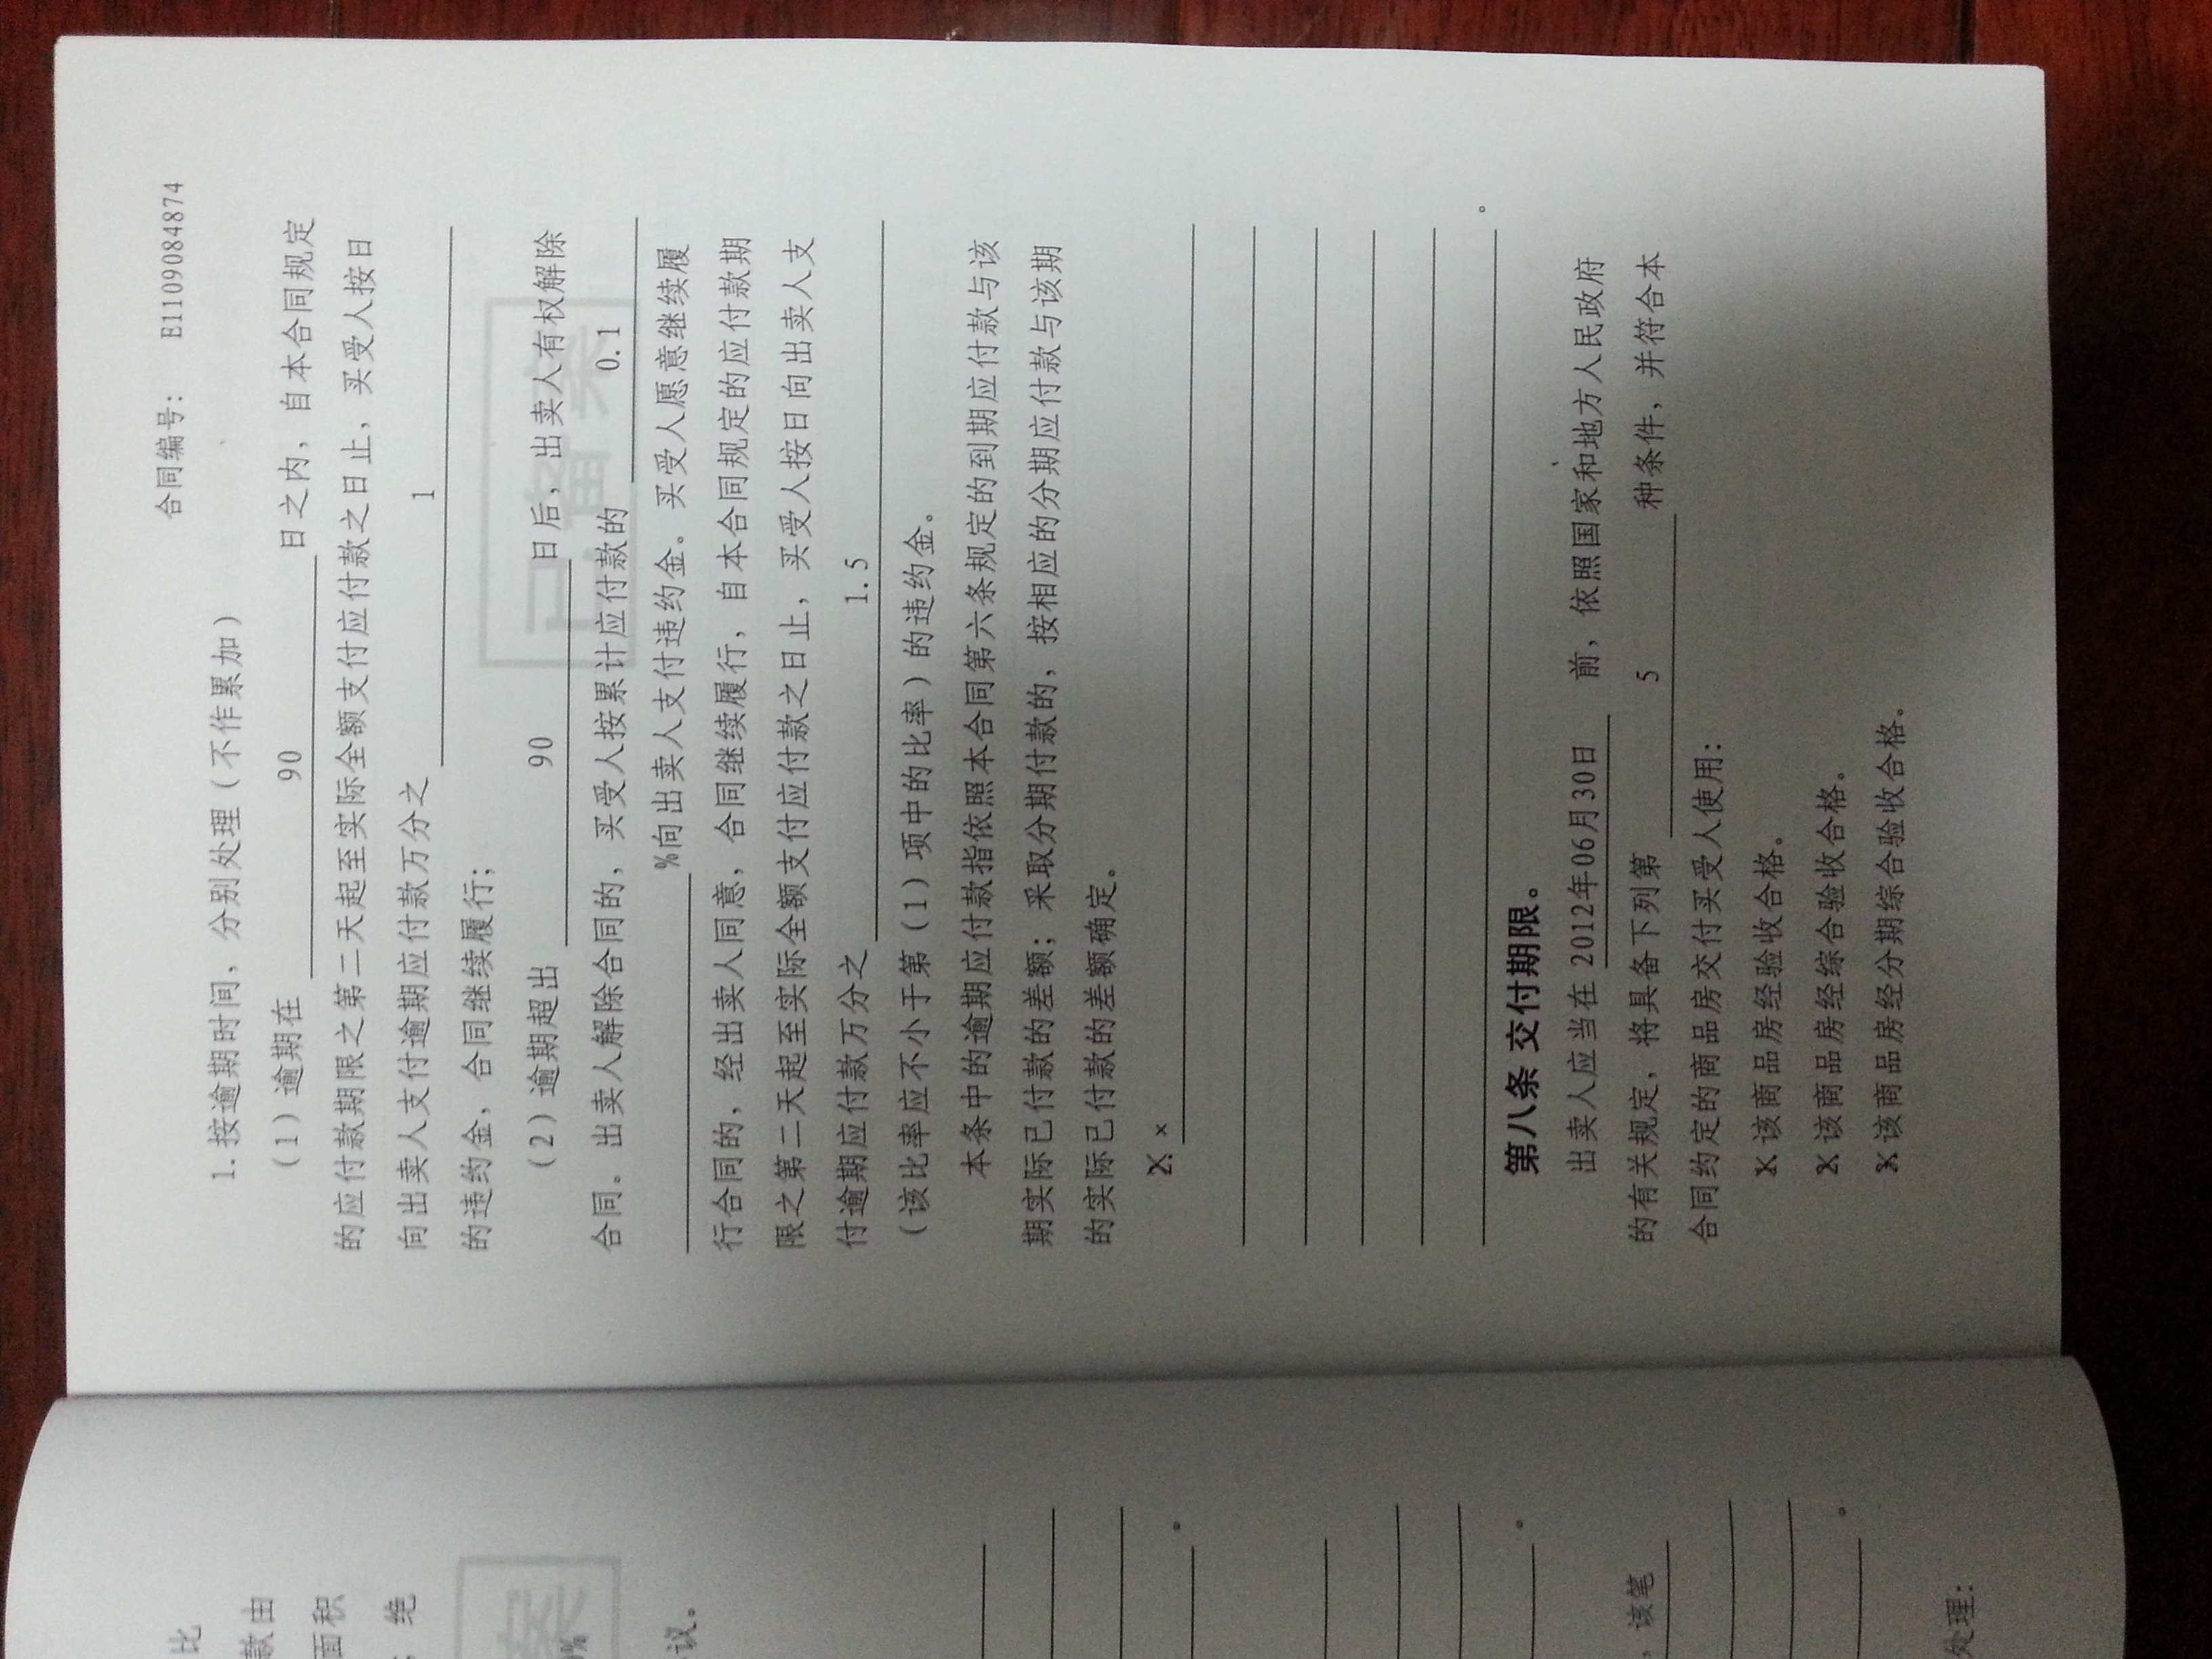 比
款由
面积
；绝
案
议。
，该笔
处理：
合同编号： E1109084874
1.按逾期时间，分别处理（不作累加）
（1）逾期在 90 日之内，自本合同规定
的应付款期限之第二天起至实际全额支付应付款之日止，买受人按日
向出卖人支付逾期应付款万分之 1
的违约金，合同继续履行；
（2）逾期超出 90 日后，出卖人有权解除
合同。出卖人解除合同的，买受人按累计应付款的 0.1
%向出卖人支付违约金。买受人愿意继续履
行合同的，经出卖人同意，合同继续履行，自本合同规定的应付款期
限之第二天起至实际全额支付应付款之日止，买受人按日向出卖人支
付逾期应付款万分之 1.5
（该比率应不小于第（1）项中的比率）的违约金。
本条中的逾期应付款指依照本合同第六条规定的到期应付款与该
期实际已付款的差额；采取分期付款的，按相应的分期应付款与该期
的实际已付款的差额确定。
×
。
第八条 交付期限。
出卖人应当在 2012年06月30日 前，依照国家和地方人民政府
的有关规定，将具备下列第 5 种条件，并符合本
合同约定的商品房交付买受人使用：
该商品房经验收合格。
该商品房经综合验收合格。
该商品房经分期综合验收合格。
已备案